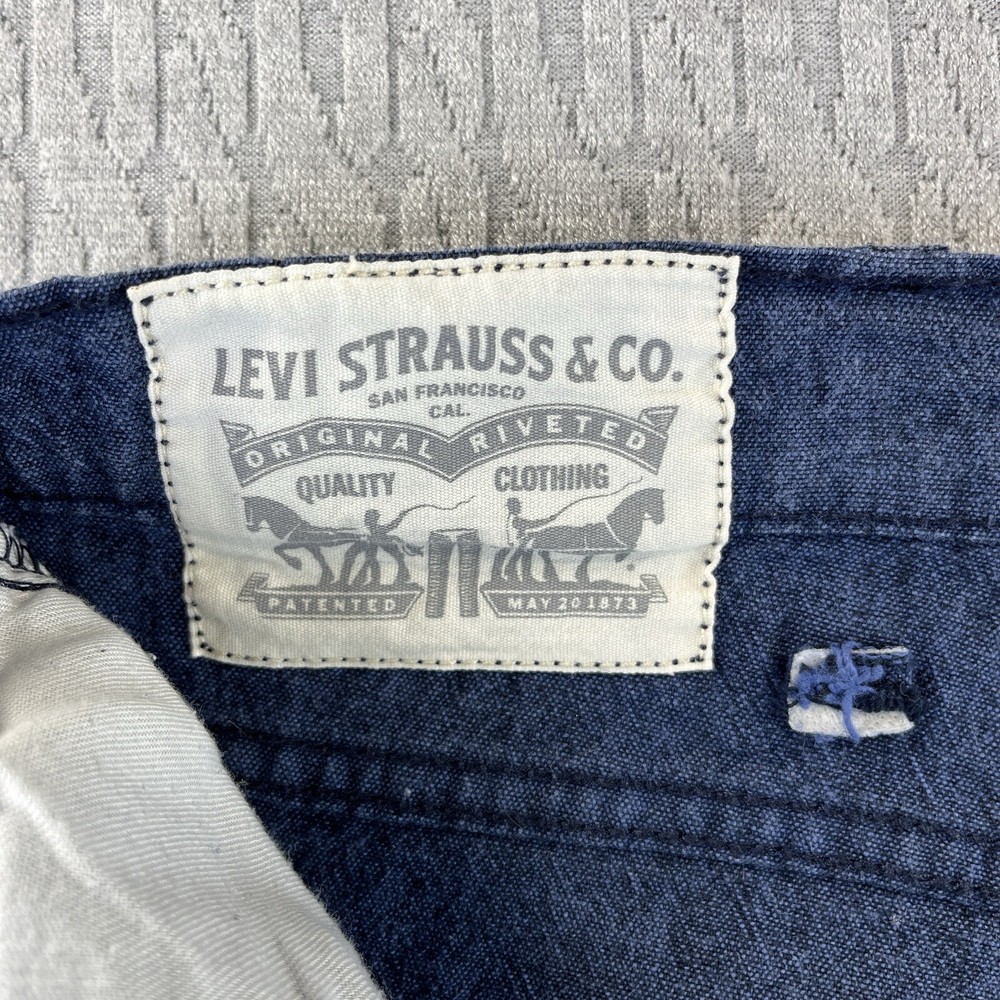 LEVI STRAUSS & CO.
SAN FRANCISCO
CAL.
ORIGINAL RIVETED
QUALITY CLOTHING
PATENTED MAY 20 1873